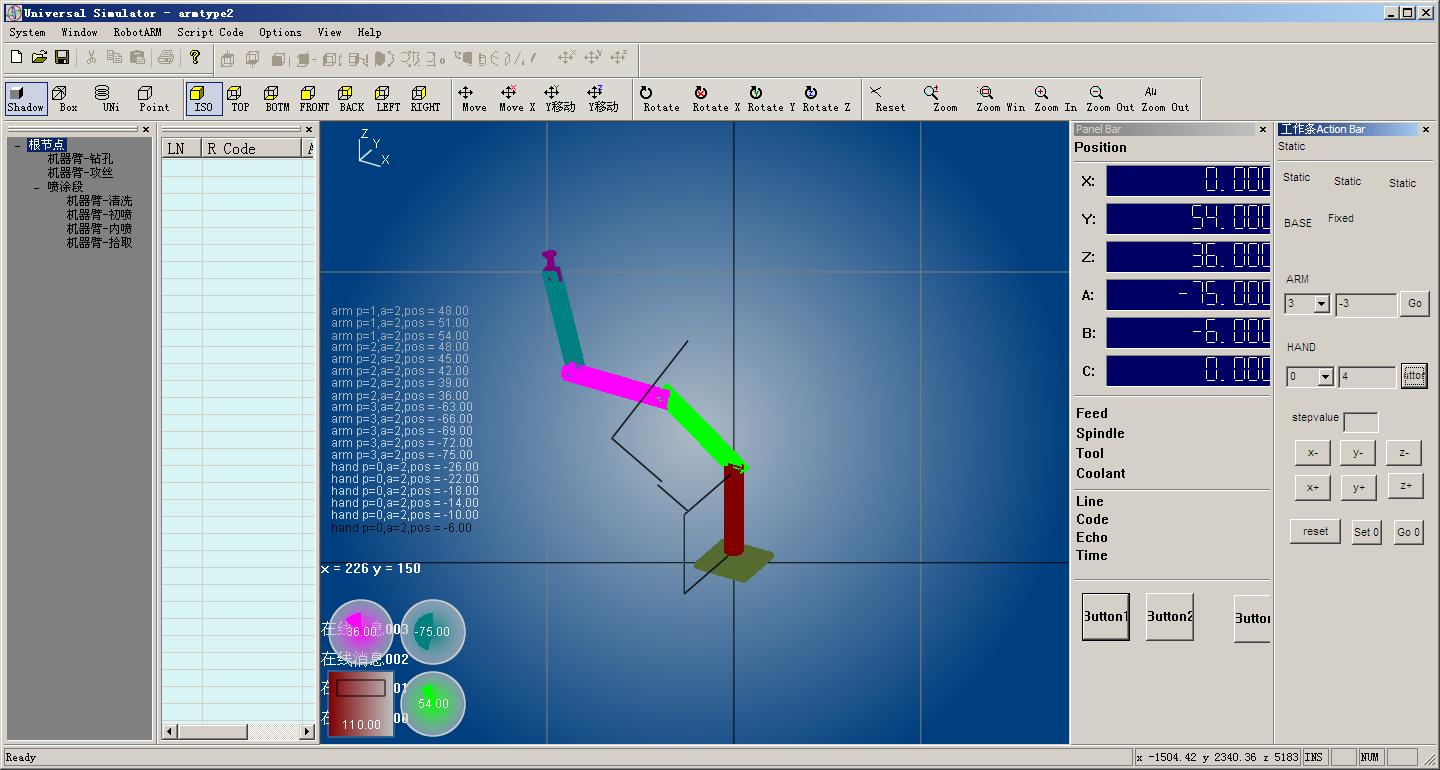 Universal Simulator - armtype2
System Window RobotARM Script Code Options View Help
Shadow Box UNi Point ISO TOP BOTM FRONT BACK LEFT RIGHT Move Move X Y移动 Y移动 Rotate Rotate X Rotate Y Rotate Z Reset Zoom Zoom Win Zoom In Zoom Out Zoom Out
根节点
机器臂-钻孔
机器臂-攻丝
喷涂段
机器臂-清洗
机器臂-初喷
机器臂-内喷
机器臂-拾取
LN R Code
Z
Y
X
arm p=1,a=2,pos = 48.00
arm p=1,a=2,pos = 51.00
arm p=1,a=2,pos = 54.00
arm p=2,a=2,pos = 48.00
arm p=2,a=2,pos = 45.00
arm p=2,a=2,pos = 42.00
arm p=2,a=2,pos = 39.00
arm p=2,a=2,pos = 36.00
arm p=3,a=2,pos = -63.00
arm p=3,a=2,pos = -66.00
arm p=3,a=2,pos = -69.00
arm p=3,a=2,pos = -72.00
arm p=3,a=2,pos = -75.00
hand p=0,a=2,pos = -26.00
hand p=0,a=2,pos = -22.00
hand p=0,a=2,pos = -18.00
hand p=0,a=2,pos = -14.00
hand p=0,a=2,pos = -10.00
hand p=0,a=2,pos = -6.00
x = 226 y = 150
36.00 003 -75.00
在线消息002
01
110.00 54.00
Panel Bar
Position
X: 0.000
Y: 54.000
Z: 36.000
A: -75.000
B: -6.000
C: 0.000
Feed
Spindle
Tool
Coolant
Line
Code
Echo
Time
Button1 Button2
工作条Action Bar
Static
Static Static Static
BASE Fixed
ARM
3 -3 Go
HAND
0 4
stepvalue
x- y- z-
x+ y+ z+
reset Set 0 Go 0
Ready x -1504.42 y 2340.36 z 5183 INS NUM